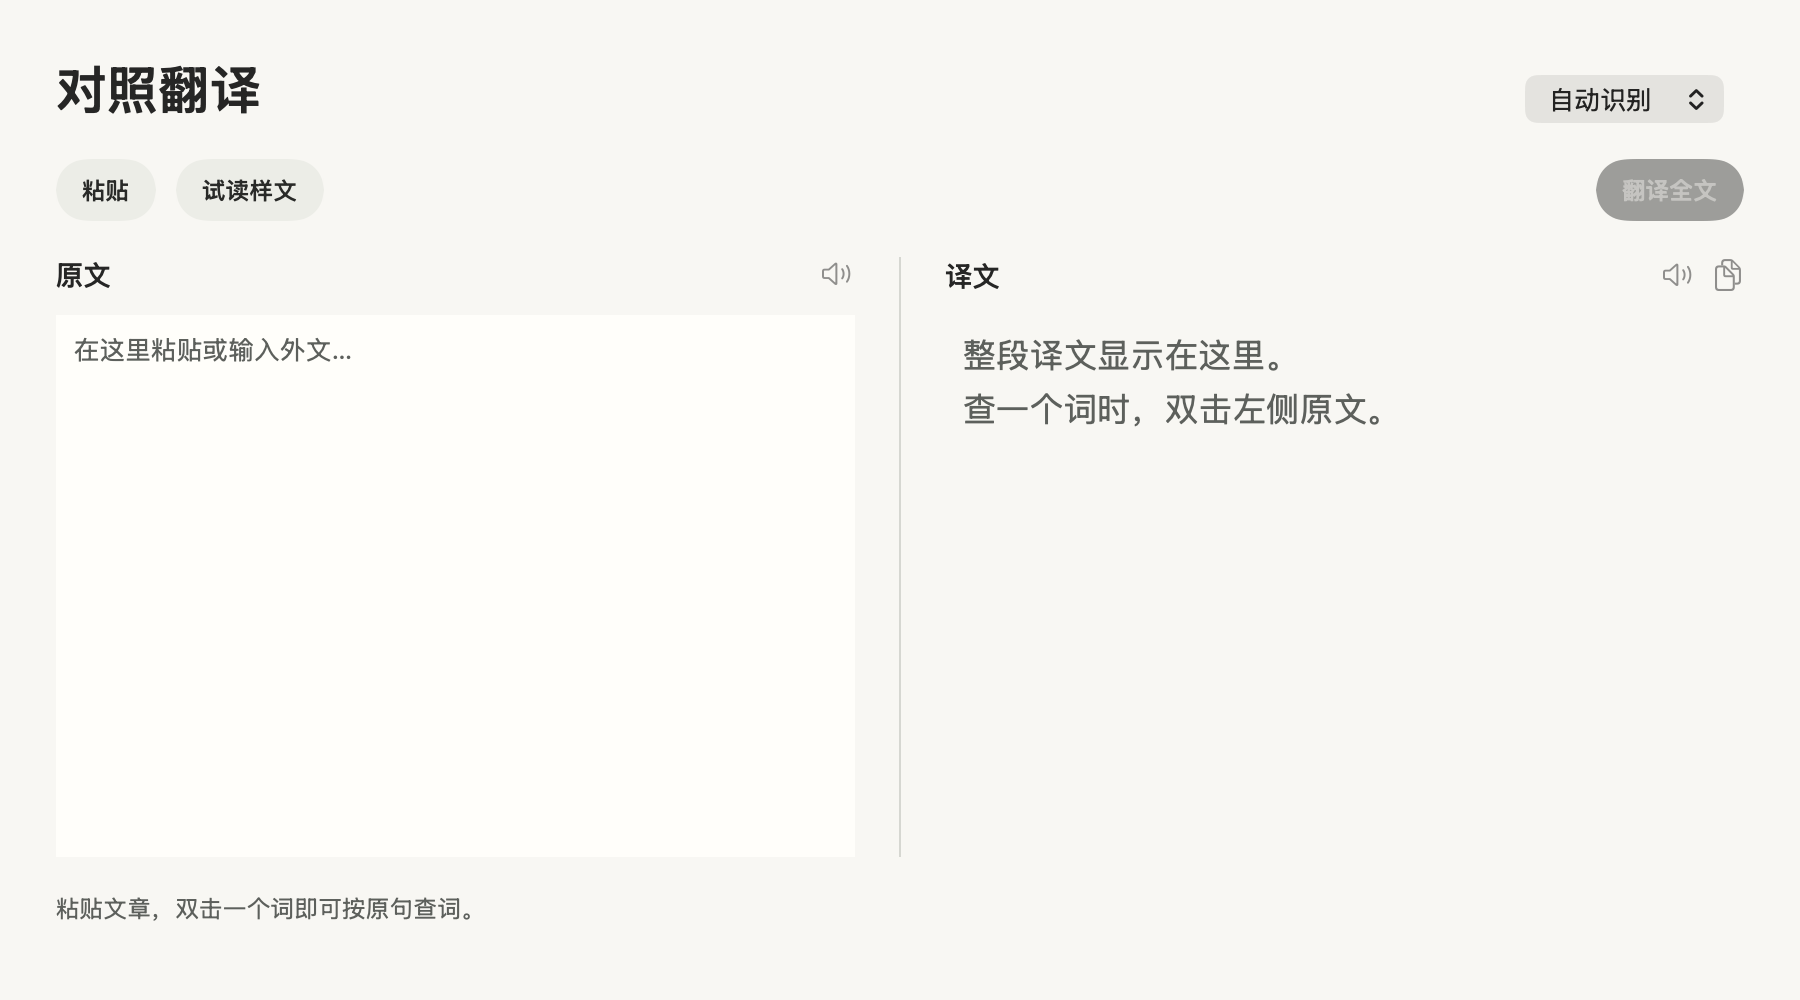 对照翻译
自动识别
粘贴
试读样文
翻译全文
原文
译文
在这里粘贴或输入外文...
整段译文显示在这里。
查一个词时，双击左侧原文。
粘贴文章，双击一个词即可按原句查词。